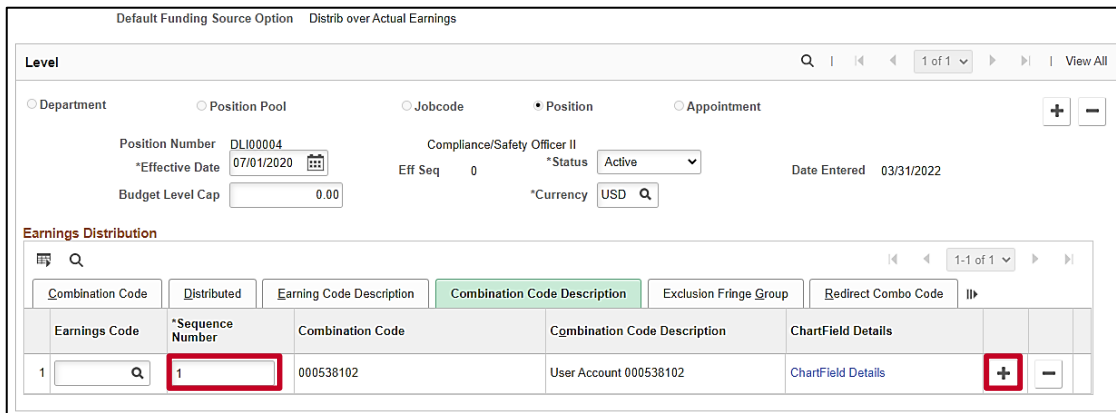 Default Funding Source Option Distrib over Actual Earnings
Level
1 of 1
View All
Department Position Pool Jobcode Position Appointment
Position Number DLI00004 Compliance/Safety Officer II
*Effective Date 07/01/2020 Eff Seq 0 *Status Active Date Entered 03/31/2022
Budget Level Cap 0.00 *Currency USD
Earnings Distribution
1-1 of 1
Combination Code Distributed Earning Code Description Combination Code Description Exclusion Fringe Group Redirect Combo Code
Earnings Code *Sequence Number Combination Code Combination Code Description ChartField Details
1 1 000538102 User Account 000538102 ChartField Details